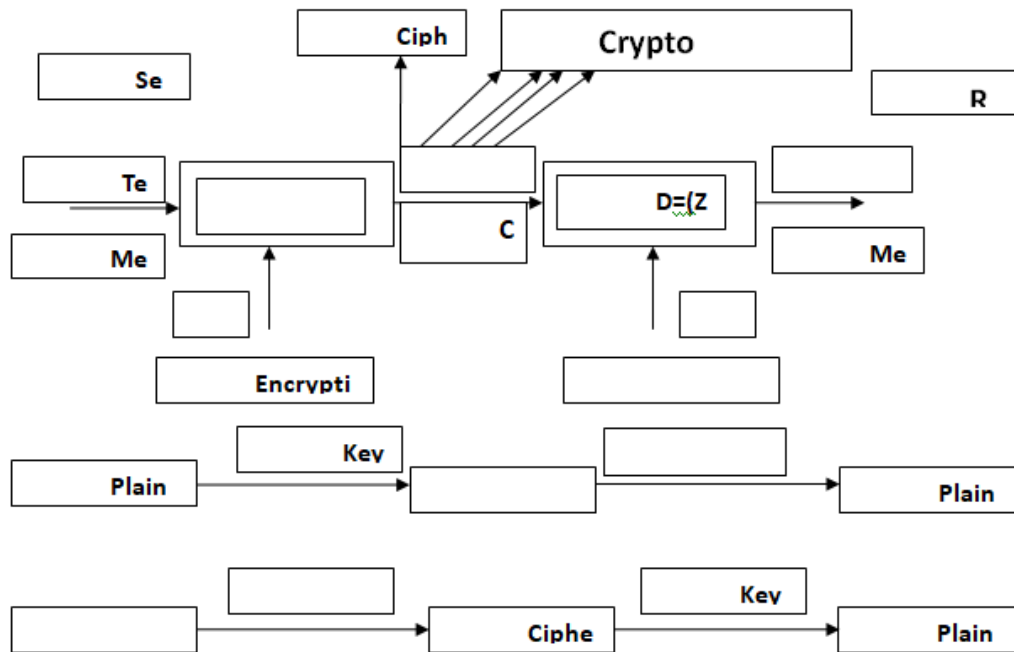 Ciph
Crypto
Se
R
Te
D=(Z
C
Me
Me
Encrypti
Key
Plain
Plain
Key
Ciphe
Plain